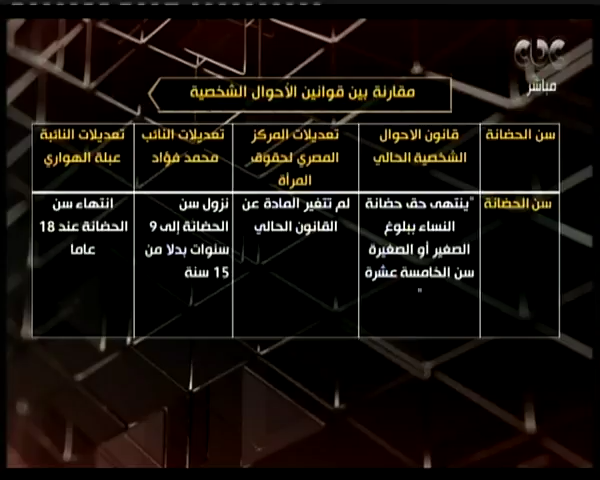 cbc
مباشر
مقارنة بين قوانين الأحوال الشخصية
سن الحضانة
قانون الاحوال
الشخصية الحالي
تعديلات المركز
المصري لحقوق
المرأة
تعديلات النائب
محمد فؤاد
تعديلات النائبة
عبلة الهواري
سن الحضانة
"ينتهى حق حضانة
النساء ببلوغ
الصغير أو الصغيرة
سن الخامسة عشرة
"
لم تتغير المادة عن
القانون الحالي
نزول سن
الحضانة إلى 9
سنوات بدلا من
15 سنة
انتهاء سن
الحضانة عند 18
عاما